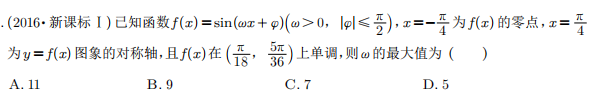 .(2016·新课标Ⅰ)已知函数f(x)=sin(ωx+φ)(ω>0, |φ|≤π/2),x=-π/4为f(x)的零点,x=π/4
为y=f(x)图象的对称轴,且f(x)在(π/18, 5π/36)上单调,则ω的最大值为 ( )
A. 11 B. 9 C. 7 D. 5